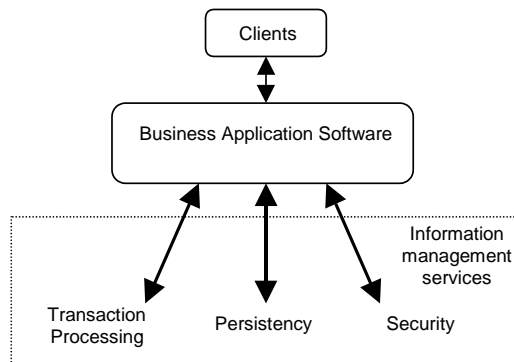 Clients
Business Application Software
Information
management
services
Transaction
Processing
Persistency
Security